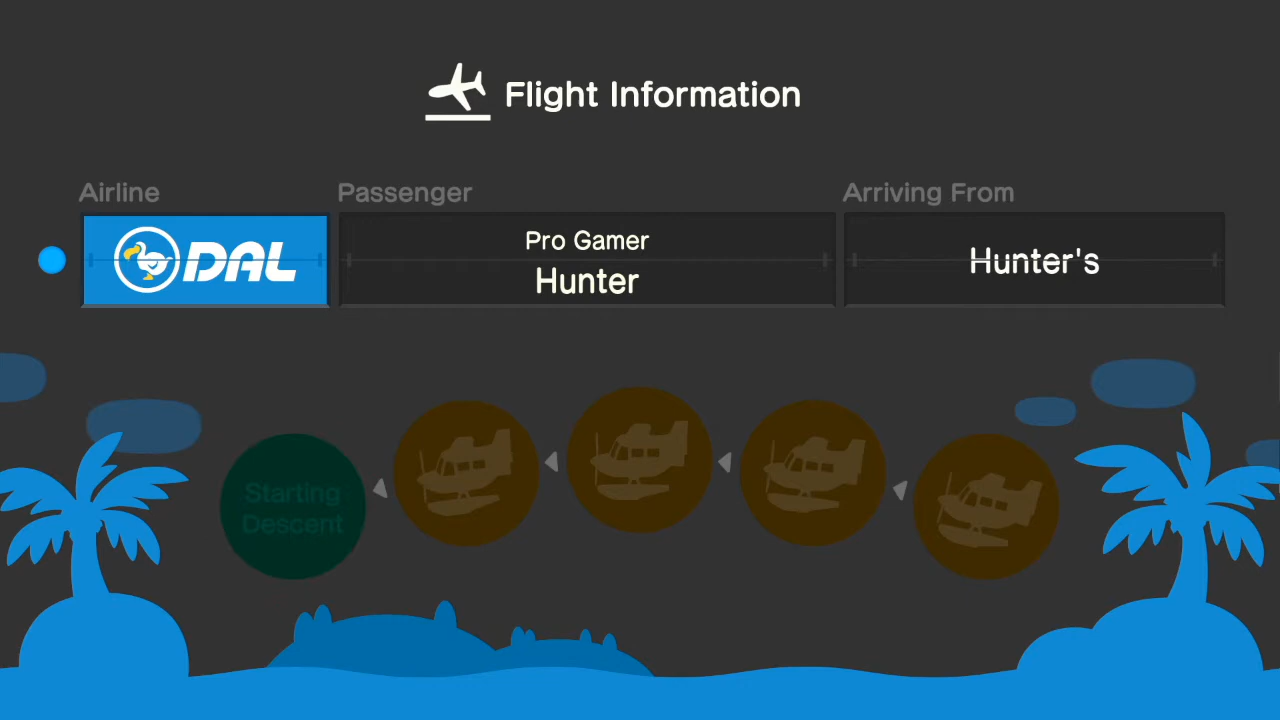 Flight Information
Airline
Passenger
Arriving From
DAL
Pro Gamer
Hunter
Hunter's
Starting
Descent